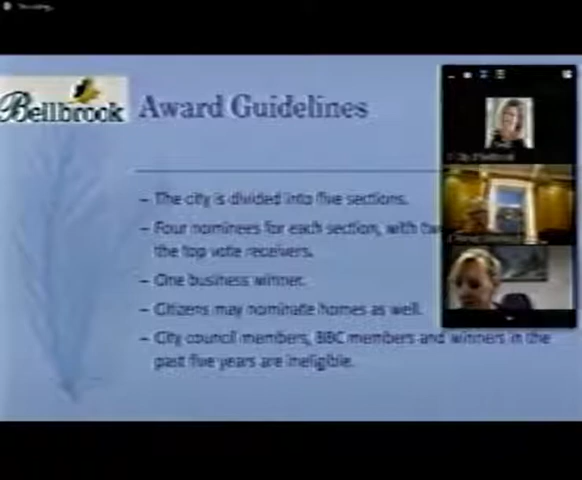 Bellbrook
Award Guidelines
– The city is divided into five sections.
– Four nominees for each section, with
the top vote receivers.
– One business winner.
– Citizens may nominate homes as well.
– City council members, BBC members and winners in the
past five years are ineligible.